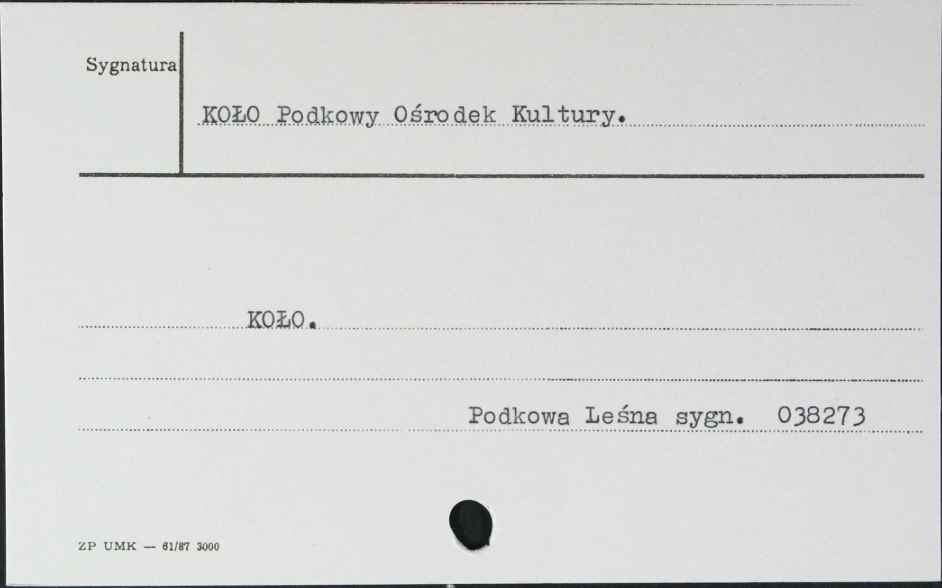 Sygnatura
KOŁO Podkowy Ośrodek Kultury.
KOŁO.
Podkowa Leśna sygn. 038273
ZP UMK — 61/87 3000